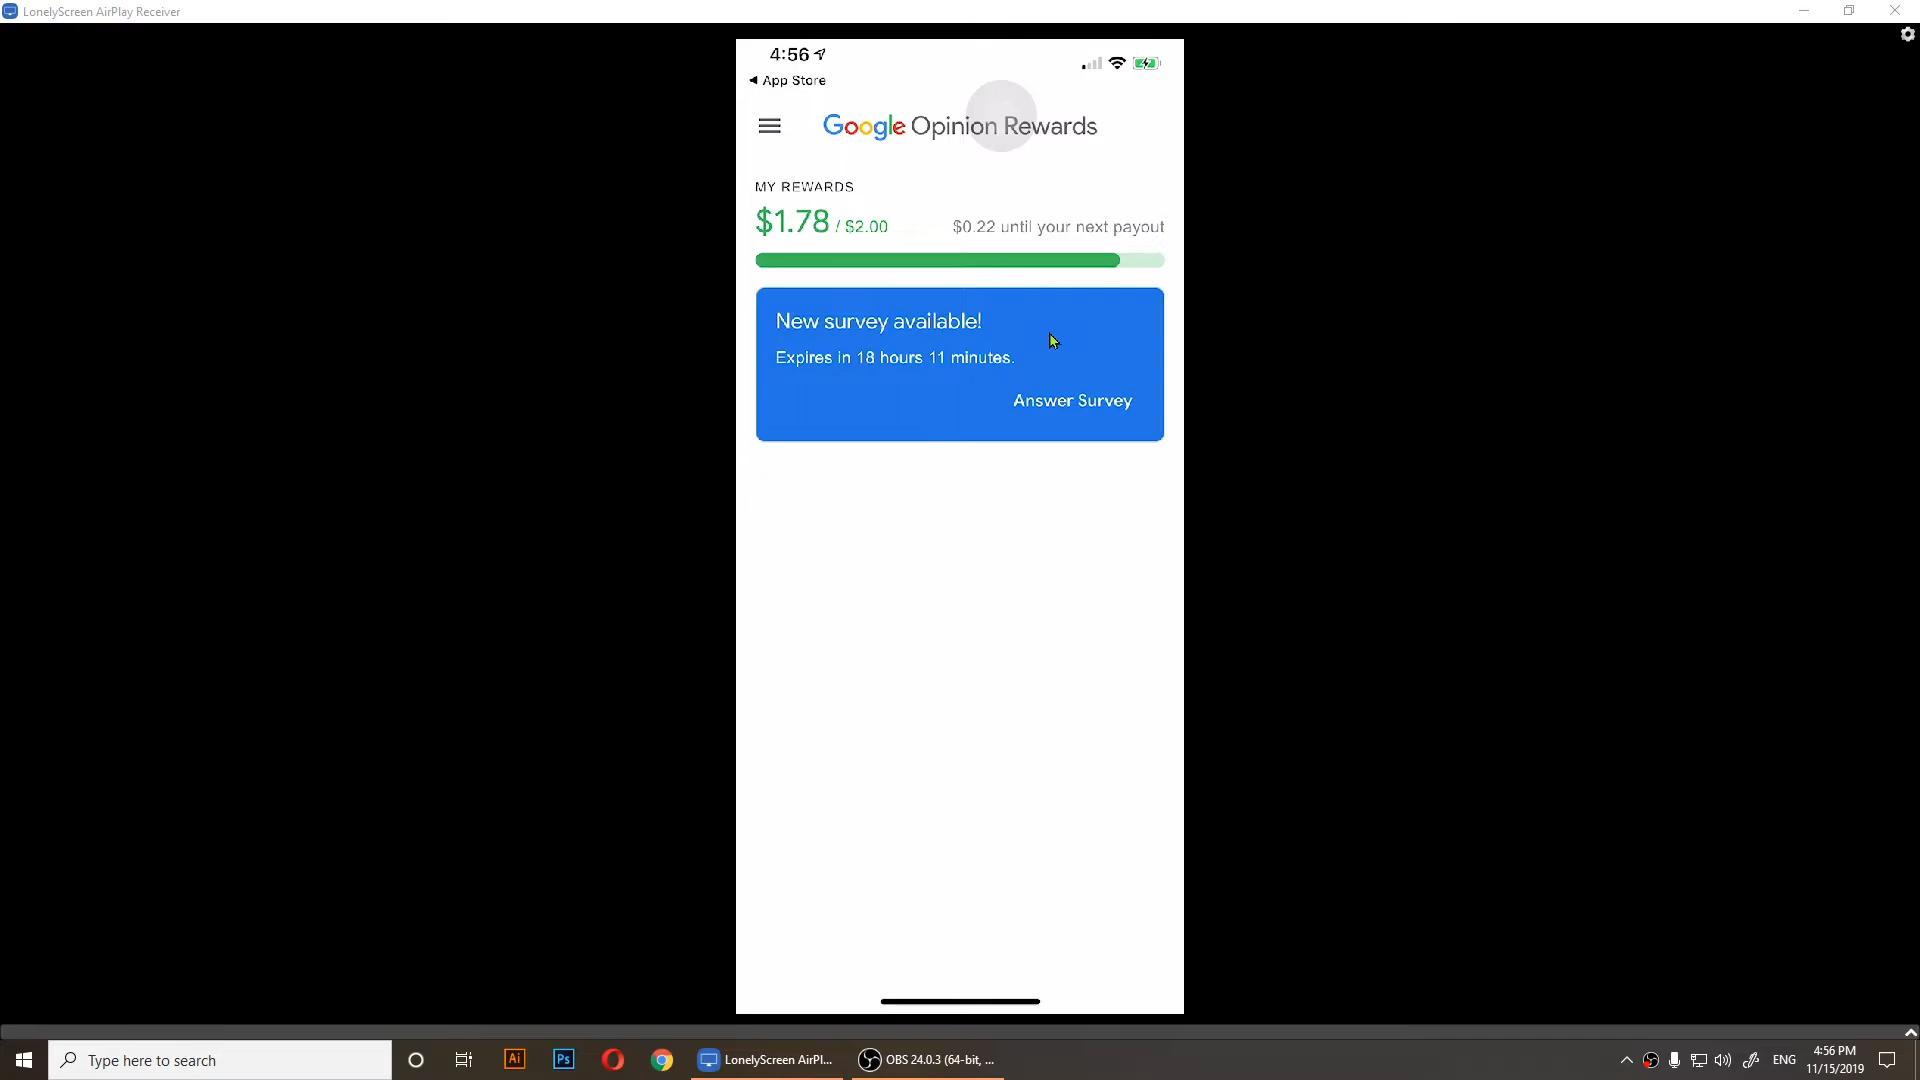 LonelyScreen AirPlay Receiver
4:56
App Store
Google Opinion Rewards
MY REWARDS
$1.78 / $2.00 $0.22 until your next payout
New survey available!
Expires in 18 hours 11 minutes.
Answer Survey
Type here to search
Ai
Ps
LonelyScreen AirPl...
OBS 24.0.3 (64-bit, ...
ENG
4:56 PM
11/15/2019